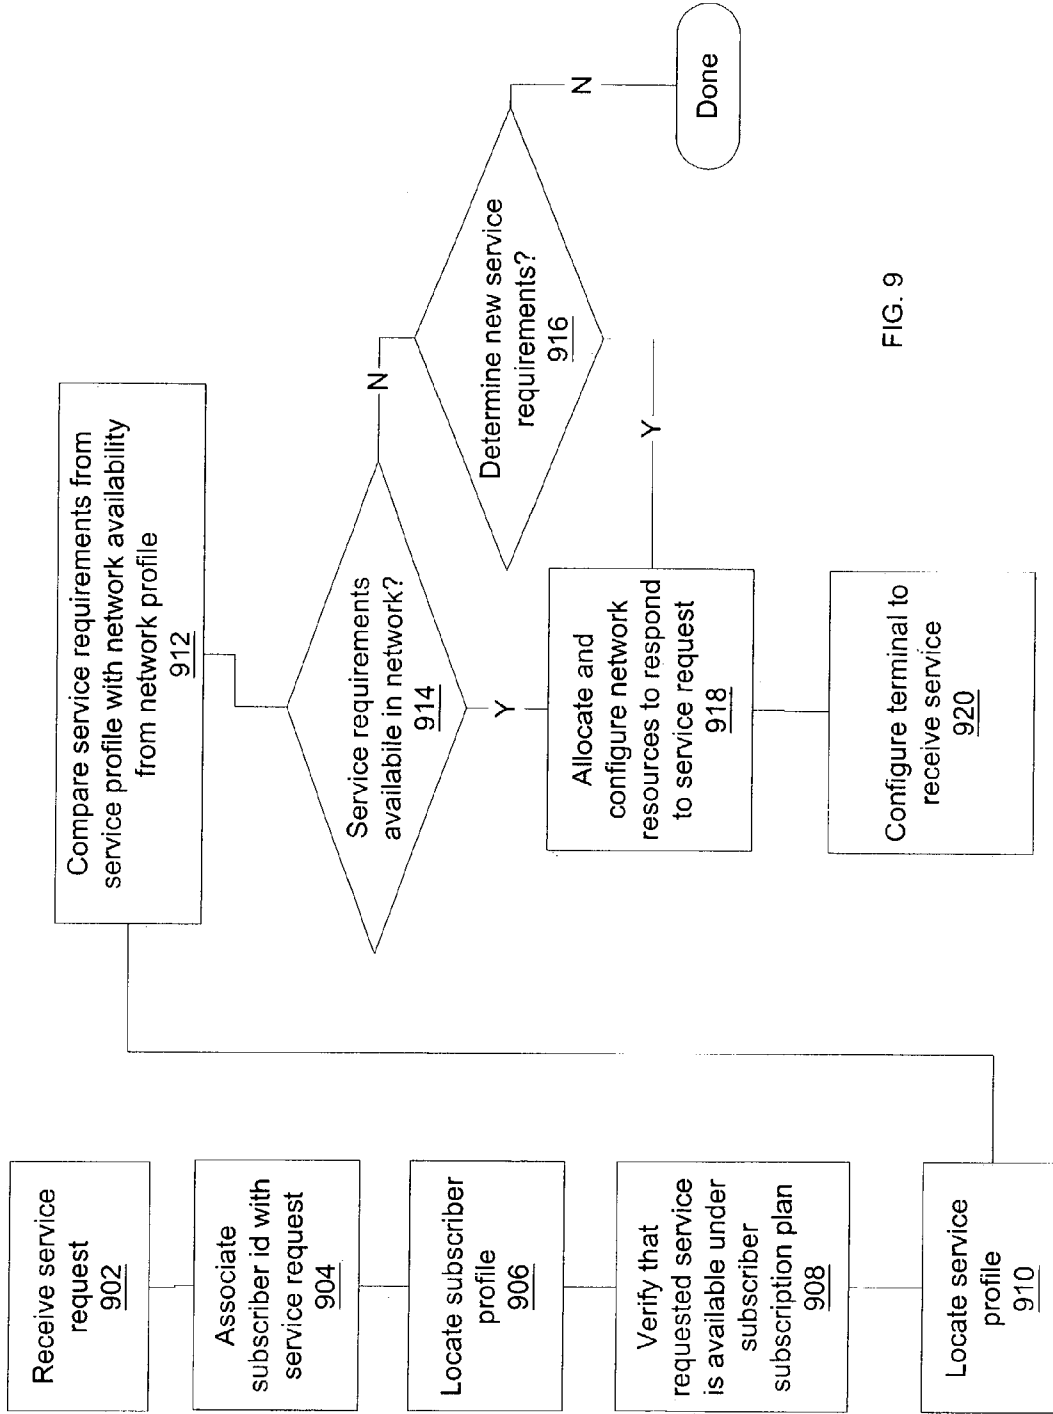 Receive service
request
902
Associate
subscriber id with
service request
904
Locate subscriber
profile
906
Verify that
requested service
is available under
subscriber
subscription plan
908
Locate service
profile
910
Compare service requirements from
service profile with network availability
from network profile
912
Service requirements
availabile in network?
914
N
Y
Determine new service
requirements?
916
N
Y
Done
Allocate and
configure network
resources to respond
to service request
918
Configure terminal to
receive service
920
FIG. 9